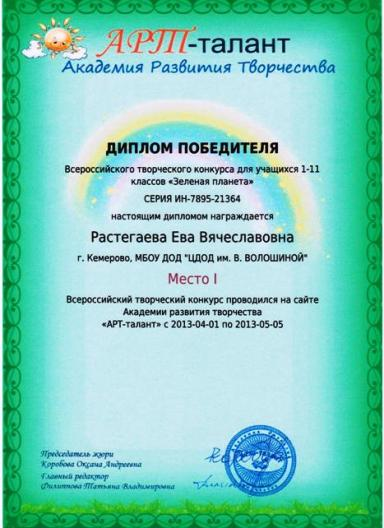 АРТ-талант
Академия Развития Творчества
ДИПЛОМ ПОБЕДИТЕЛЯ
Всероссийского творческого конкурса для учащихся 1-11
классов «Зеленая планета»
СЕРИЯ ИН-7895-21364
настоящим дипломом награждается
Растегаева Ева Вячеславовна
г. Кемерово, МБОУ ДОД "ЦДОД им. В. ВОЛОШИНОЙ"
Место I
Всероссийский творческий конкурс проводился на сайте
Академии развития творчества
«АРТ-талант» с 2013-04-01 по 2013-05-05
Председатель жюри
Коробова Оксана Андреевна
Главный редактор
Филиппова Татьяна Владимировна